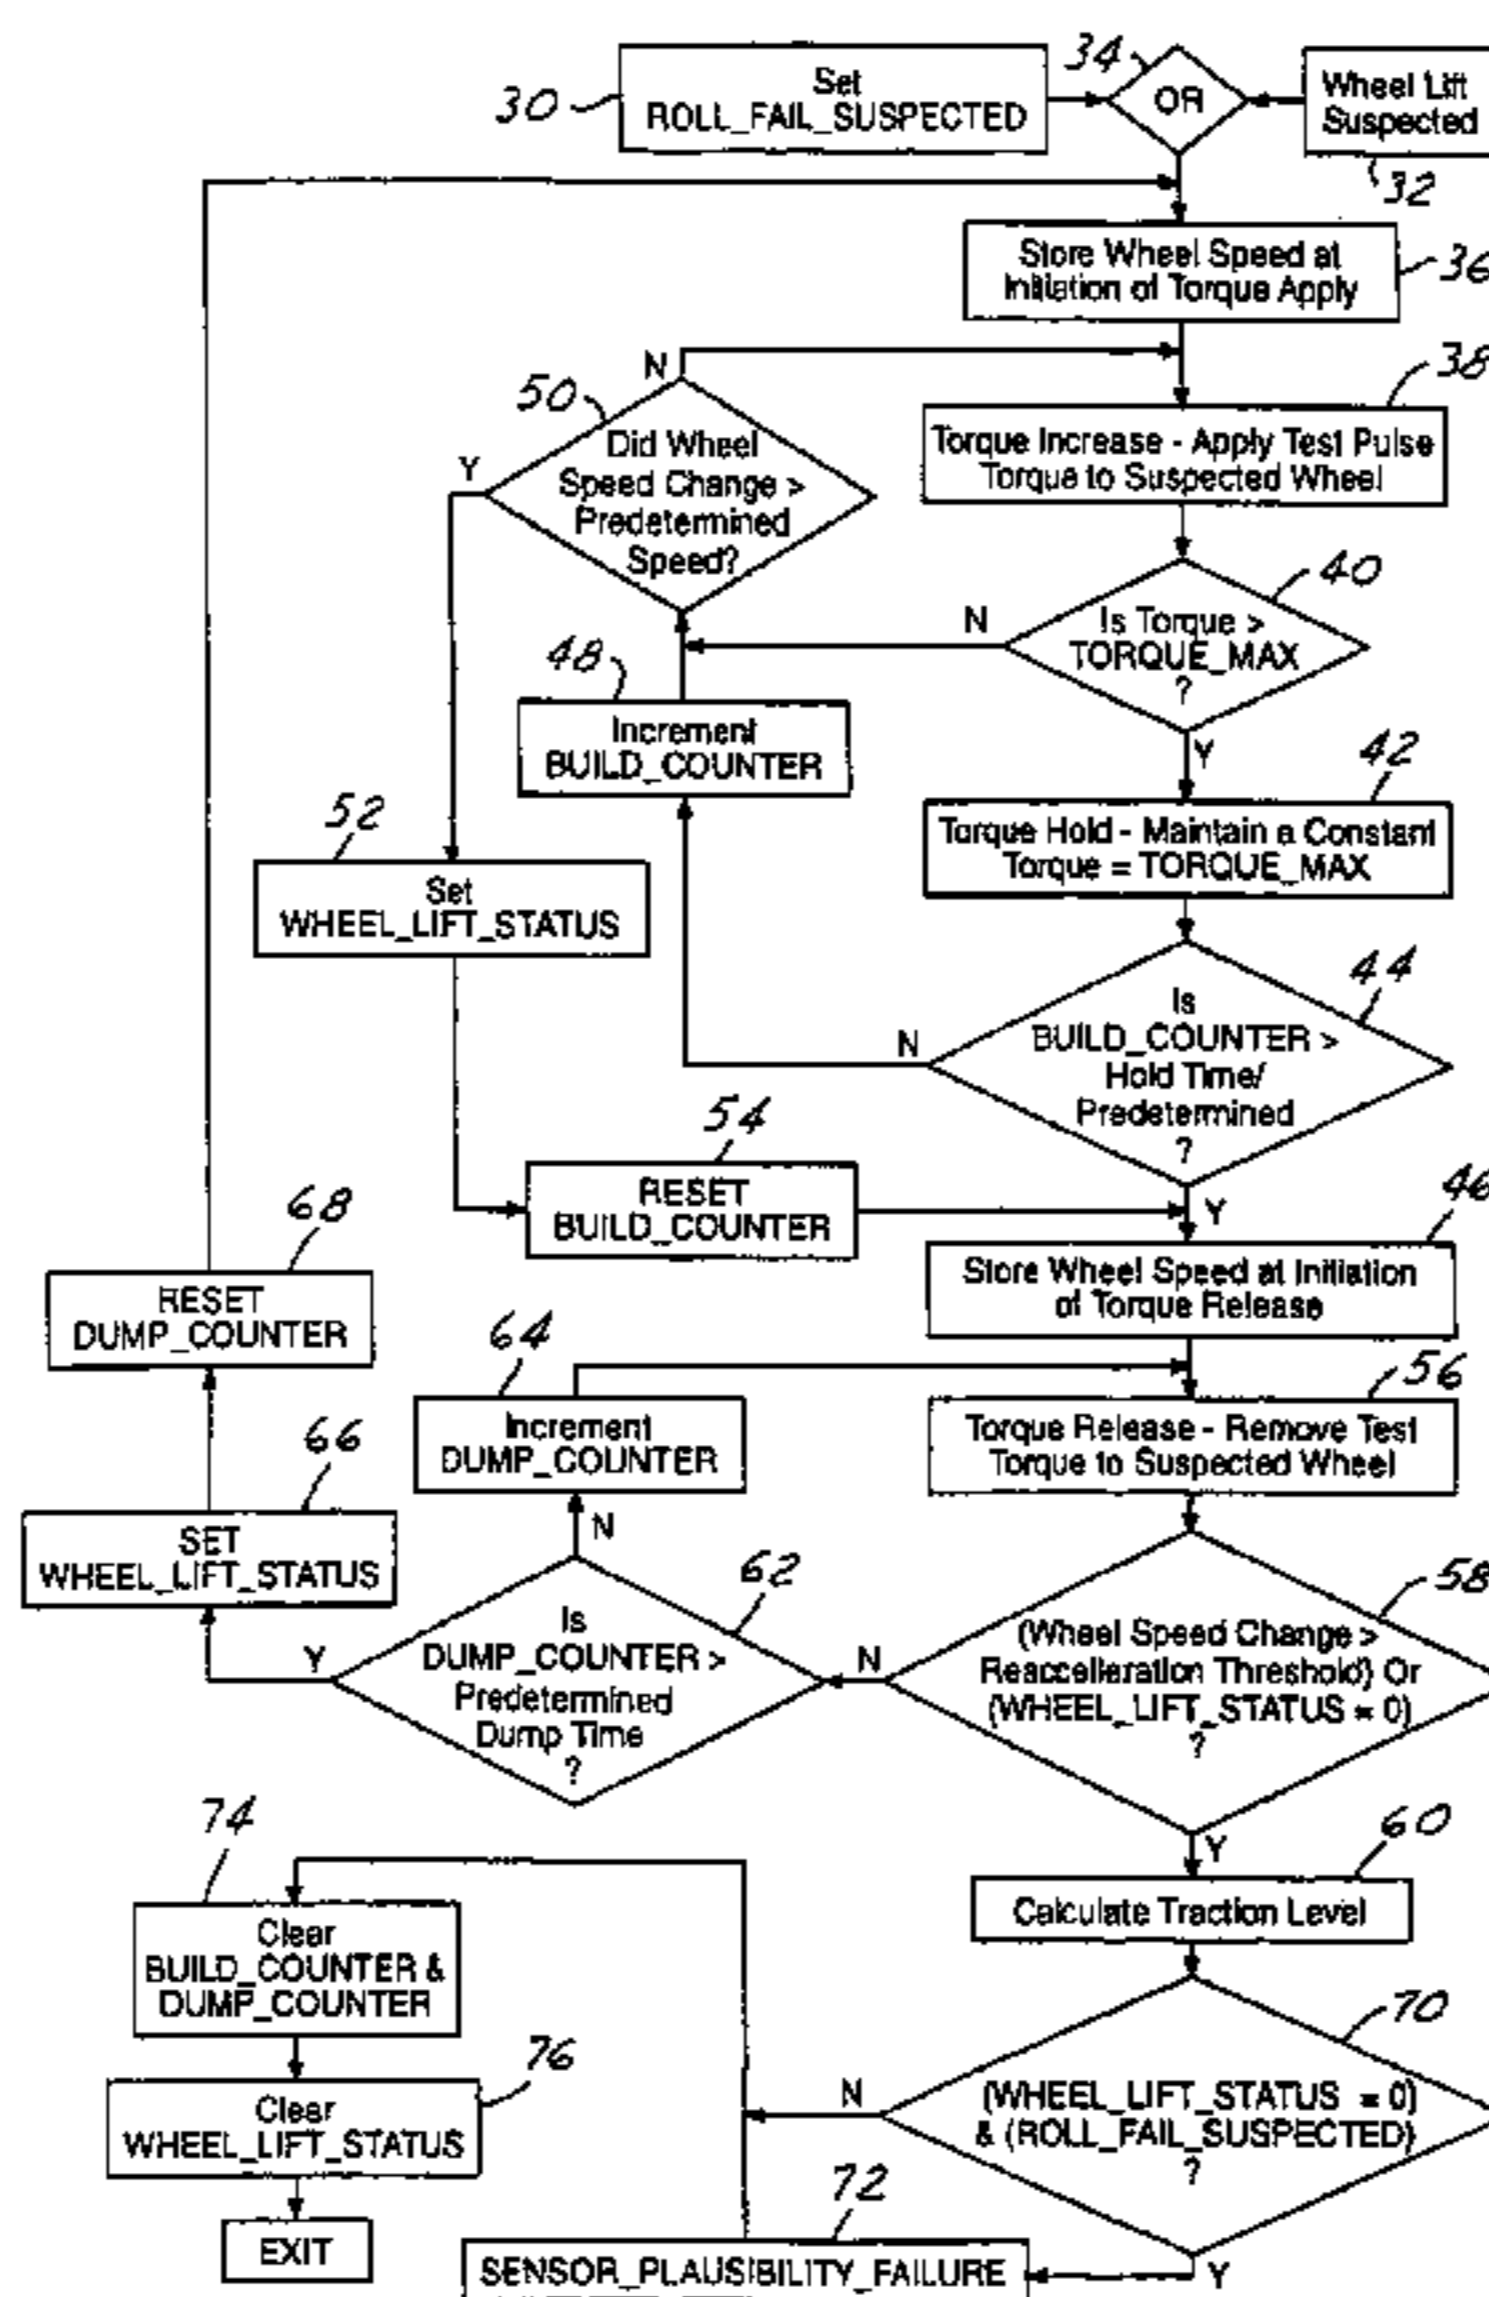 30
Set
ROLL_FAIL_SUSPECTED
34
OR
Wheel Lift
Suspected
32
Store Wheel Speed at
Initiation of Torque Apply
36
N
50
Did Wheel
Speed Change >
Predetermined
Speed?
Y
38
Torque Increase - Apply Test Pulse
Torque to Suspected Wheel
40
Is Torque >
TORQUE_MAX
?
N
Y
48
Increment
BUILD_COUNTER
42
Torque Hold - Maintain a Constant
Torque = TORQUE_MAX
52
Set
WHEEL_LIFT_STATUS
44
Is
BUILD_COUNTER >
Hold Time/
Predetermined
?
N
Y
54
RESET
BUILD_COUNTER
46
Store Wheel Speed at Initiation
of Torque Release
68
RESET
DUMP_COUNTER
64
Increment
DUMP_COUNTER
56
Torque Release - Remove Test
Torque to Suspected Wheel
66
SET
WHEEL_LIFT_STATUS
N
62
Is
DUMP_COUNTER >
Predetermined
Dump Time
?
Y
N
58
(Wheel Speed Change >
Reaccelleration Threshold) Or
(WHEEL_LIFT_STATUS = 0)
?
Y
60
Calculate Traction Level
74
Clear
BUILD_COUNTER &
DUMP_COUNTER
76
Clear
WHEEL_LIFT_STATUS
EXIT
70
(WHEEL_LIFT_STATUS = 0)
& (ROLL_FAIL_SUSPECTED)
?
N
Y
72
SENSOR_PLAUSIBILITY_FAILURE